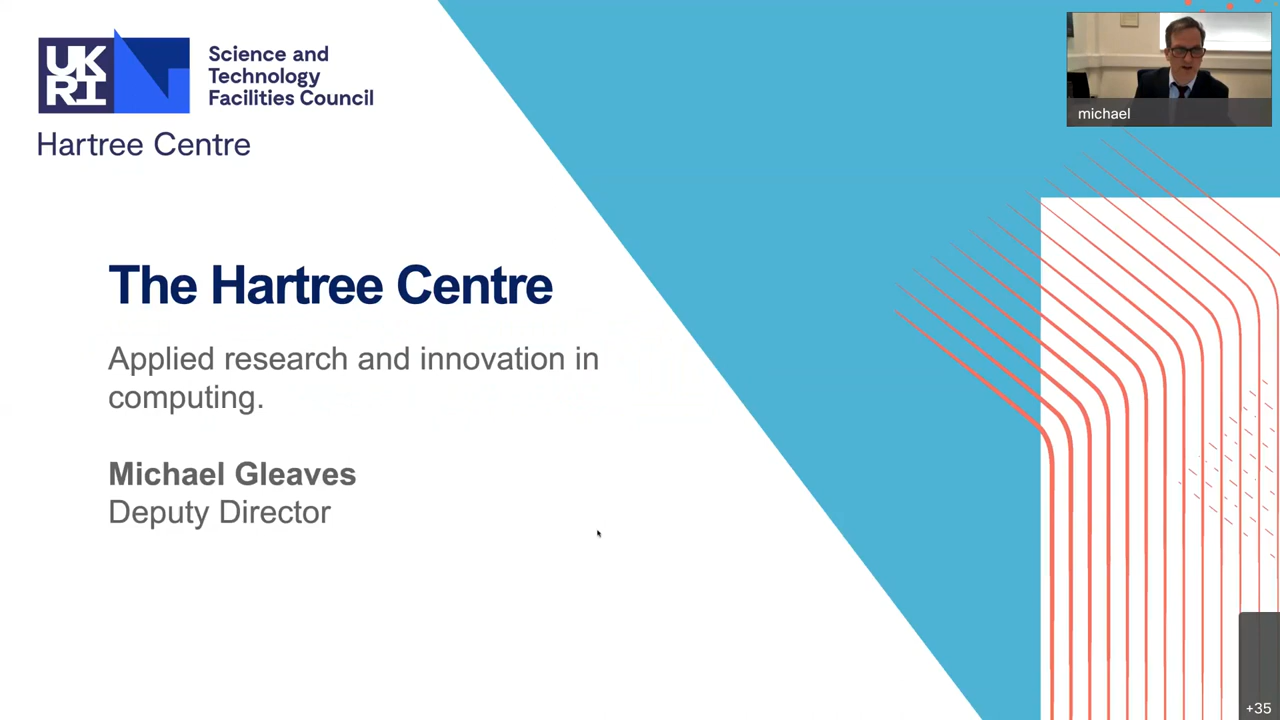 UK
RI
Science and
Technology
Facilities Council
Hartree Centre
michael
The Hartree Centre
Applied research and innovation in
computing.
Michael Gleaves
Deputy Director
+35